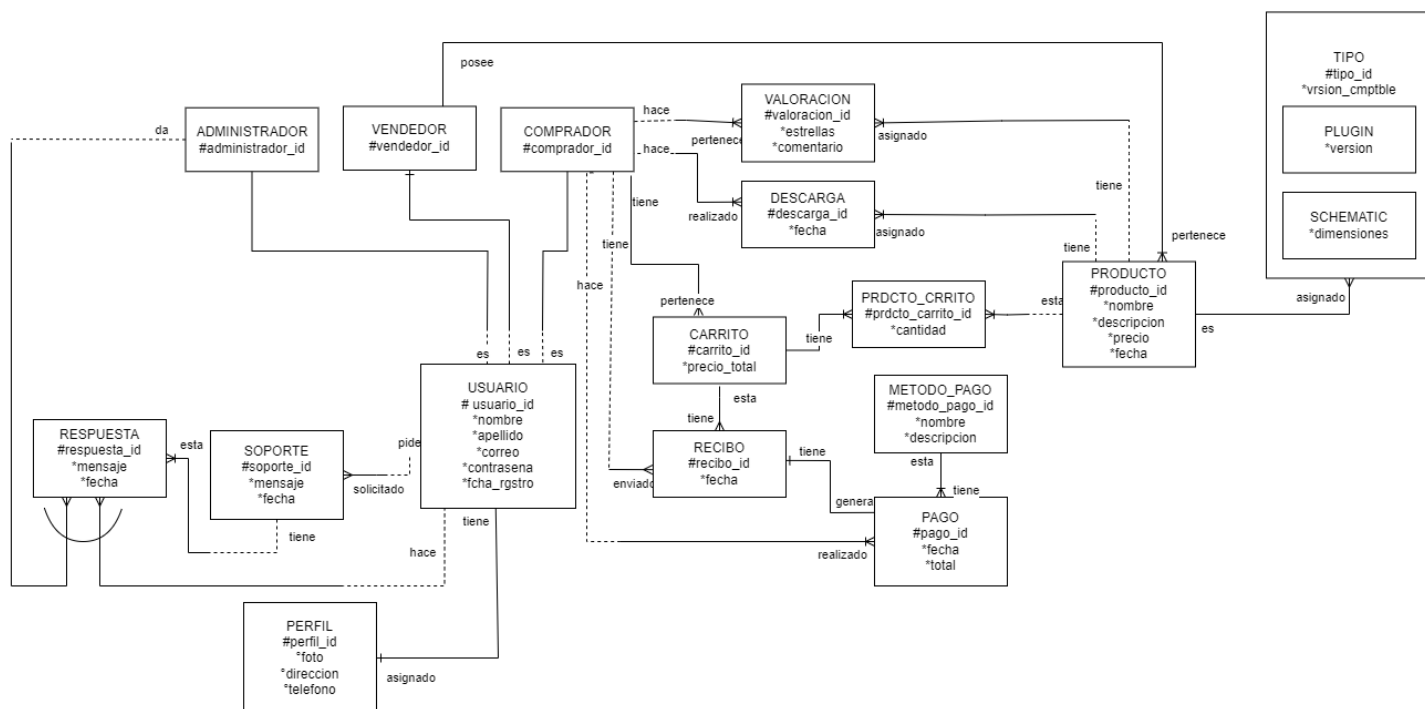 posee
TIPO
#tipo_id
*vrsion_cmptble
PLUGIN
*version
SCHEMATIC
*dimensiones
asignado
da
ADMINISTRADOR
#administrador_id
VENDEDOR
#vendedor_id
COMPRADOR
#comprador_id
hace
pertenece
hace
VALORACION
#valoracion_id
*estrellas
*comentario
asignado
tiene
realizado
DESCARGA
#descarga_id
*fecha
asignado
tiene
pertenece
tiene
tiene
hace
pertenece
PRODUCTO
#producto_id
*nombre
*descripcion
*precio
*fecha
es
esta
PRDCTO_CRRITO
#prdcto_carrito_id
*cantidad
tiene
CARRITO
#carrito_id
*precio_total
esta
tiene
es
es
es
USUARIO
# usuario_id
*nombre
*apellido
*correo
*contrasena
*fcha_rgstro
METODO_PAGO
#metodo_pago_id
*nombre
*descripcion
esta
tiene
RESPUESTA
#respuesta_id
*mensaje
*fecha
esta
SOPORTE
#soporte_id
*mensaje
*fecha
pide
solicitado
tiene
RECIBO
#recibo_id
*fecha
tiene
enviado
genera
PAGO
#pago_id
*fecha
*total
realizado
tiene
hace
PERFIL
#perfil_id
°foto
°direccion
°telefono
asignado